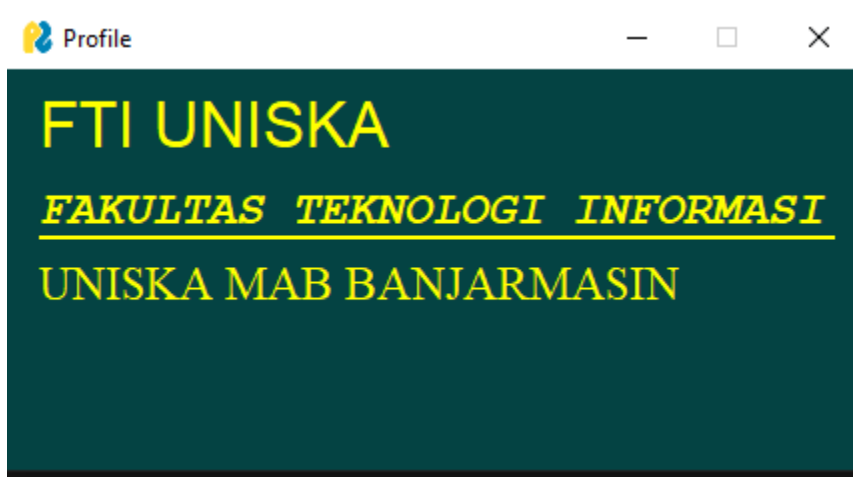 Profile
FTI UNISKA
FAKULTAS TEKNOLOGI INFORMASI
UNISKA MAB BANJARMASIN